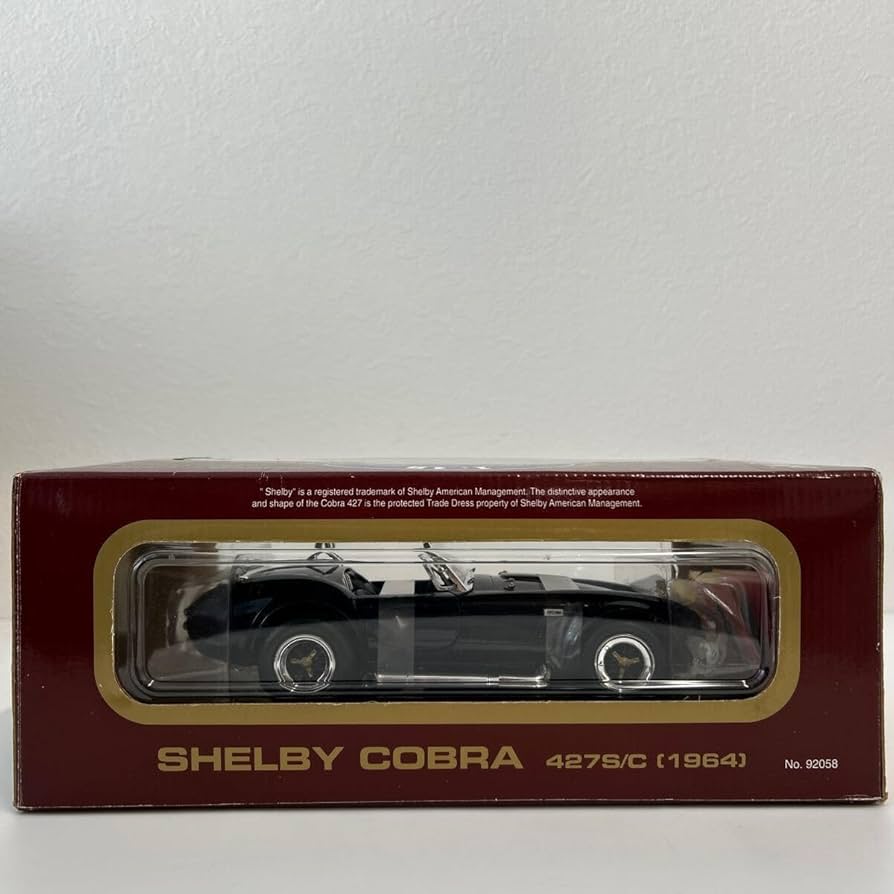 "Shelby" is a registered trademark of Shelby American Management. The distinctive appearance
and shape of the Cobra 427 is the protected Trade Dress property of Shelby American Management.
SHELBY COBRA 427S/C (1964) No. 92058